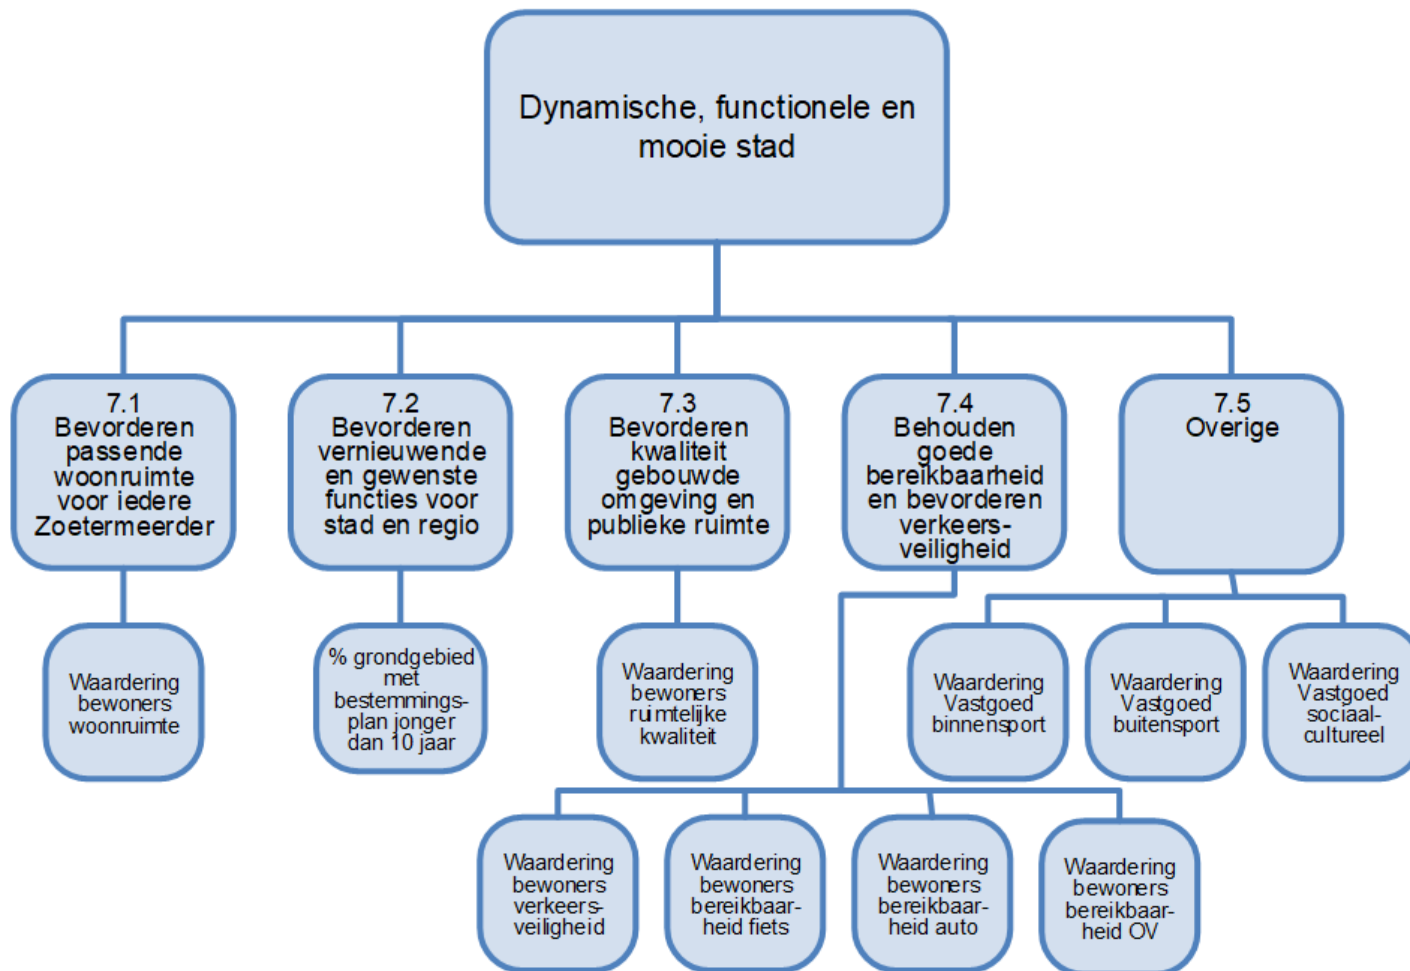 Dynamische, functionele en
mooie stad
7.1
Bevorderen
passende
woonruimte
voor iedere
Zoetermeerder
7.2
Bevorderen
vernieuwende
en gewenste
functies voor
stad en regio
7.3
Bevorderen
kwaliteit
gebouwde
omgeving en
publieke ruimte
7.4
Behouden
goede
bereikbaarheid
en bevorderen
verkeers-
veiligheid
7.5
Overige
Waardering
bewoners
woonruimte
% grondgebied
met
bestemmings-
plan jonger
dan 10 jaar
Waardering
bewoners
ruimtelijke
kwaliteit
Waardering
Vastgoed
binnensport
Waardering
Vastgoed
buitensport
Waardering
Vastgoed
sociaal-
cultureel
Waardering
bewoners
verkeers-
veiligheid
Waardering
bewoners
bereikbaar-
heid fiets
Waardering
bewoners
bereikbaar-
heid auto
Waardering
bewoners
bereikbaar-
heid OV